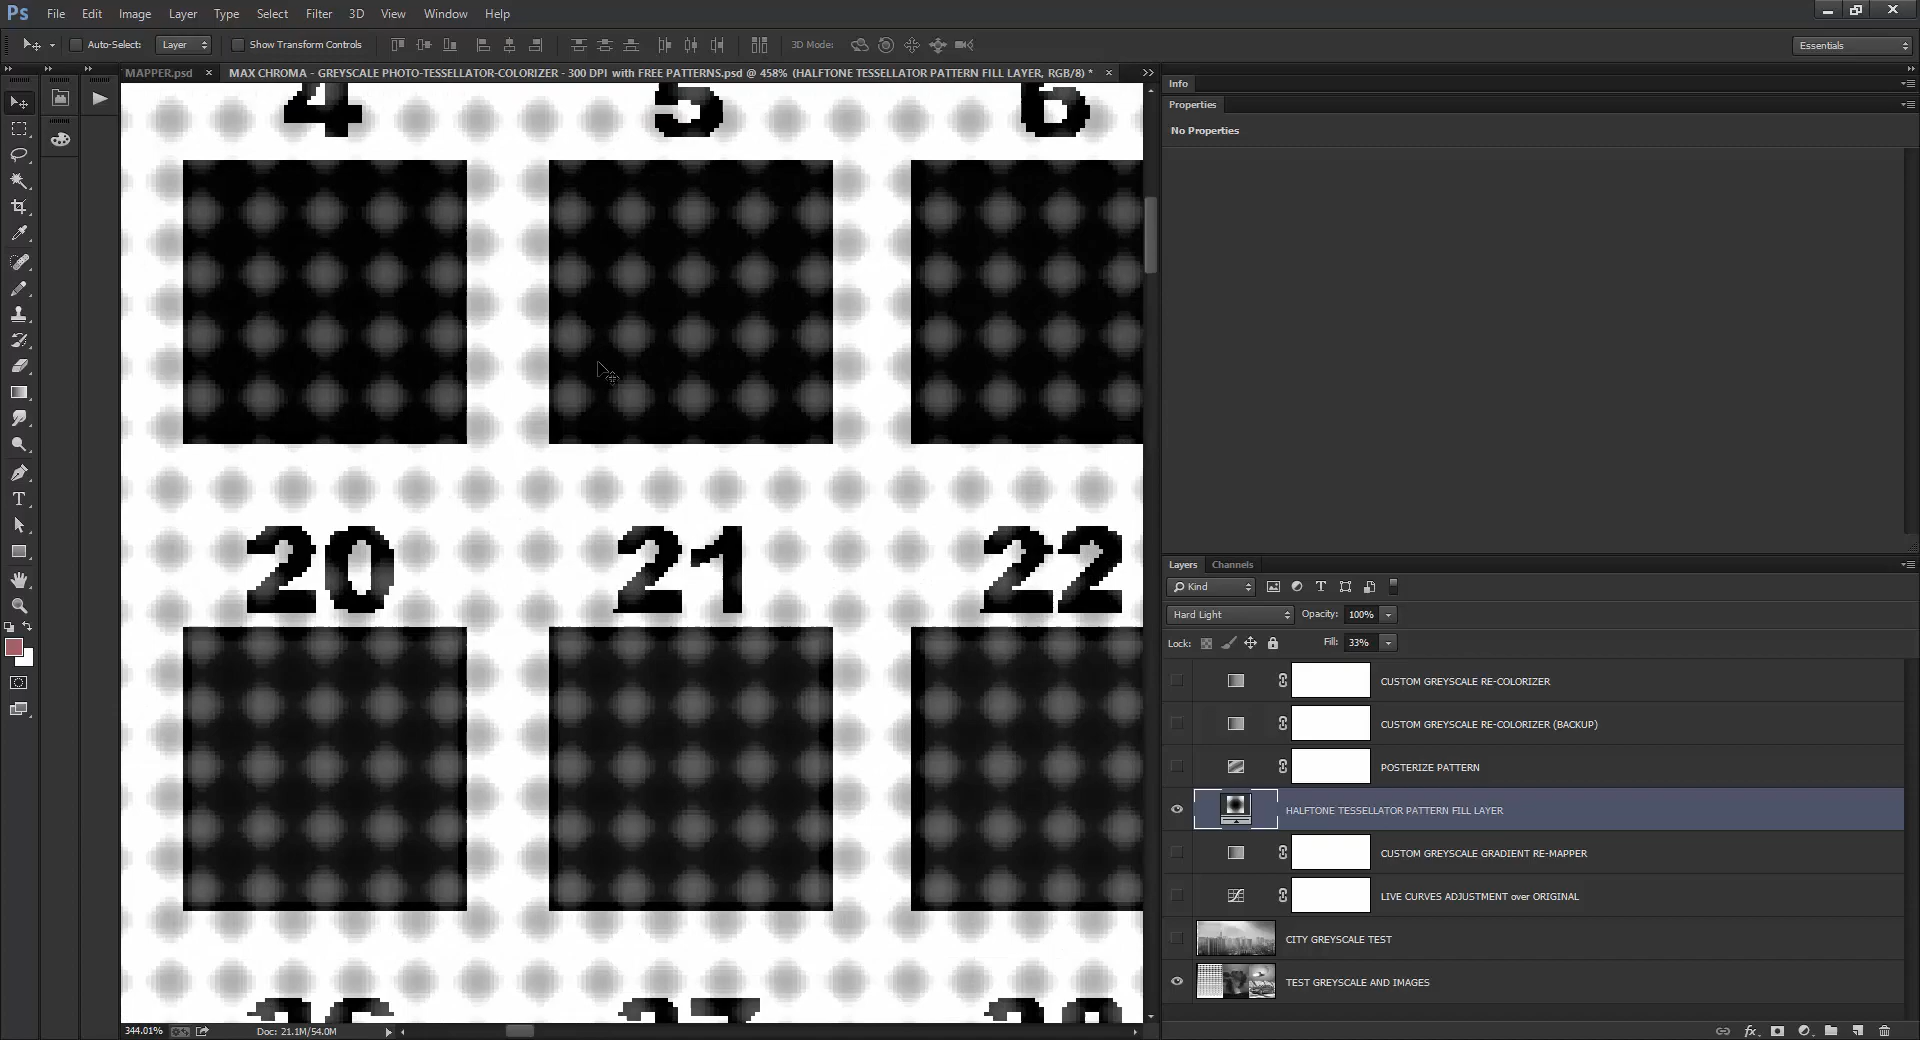 Ps File Edit Image Layer Type Select Filter 3D View Window Help
Auto-Select: Layer Show Transform Controls 3D Mode: Essentials
MAPPER.psd × MAX CHROMA - GREYSCALE PHOTO-TESSELLATOR-COLORIZER - 300 DPI with FREE PATTERNS.psd @ 458% (HALFTONE TESSELLATOR PATTERN FILL LAYER, RGB/8) * ×
Info
Properties
No Properties
4 5 6
20 21 22
Layers Channels
Kind
Hard Light Opacity: 100%
Lock: Fill: 33%
CUSTOM GREYSCALE RE-COLORIZER
CUSTOM GREYSCALE RE-COLORIZER (BACKUP)
POSTERIZE PATTERN
HALFTONE TESSELLATOR PATTERN FILL LAYER
CUSTOM GREYSCALE GRADIENT RE-MAPPER
LIVE CURVES ADJUSTMENT over ORIGINAL
CITY GREYSCALE TEST
TEST GREYSCALE AND IMAGES
344.01% Doc: 21.1M/54.0M